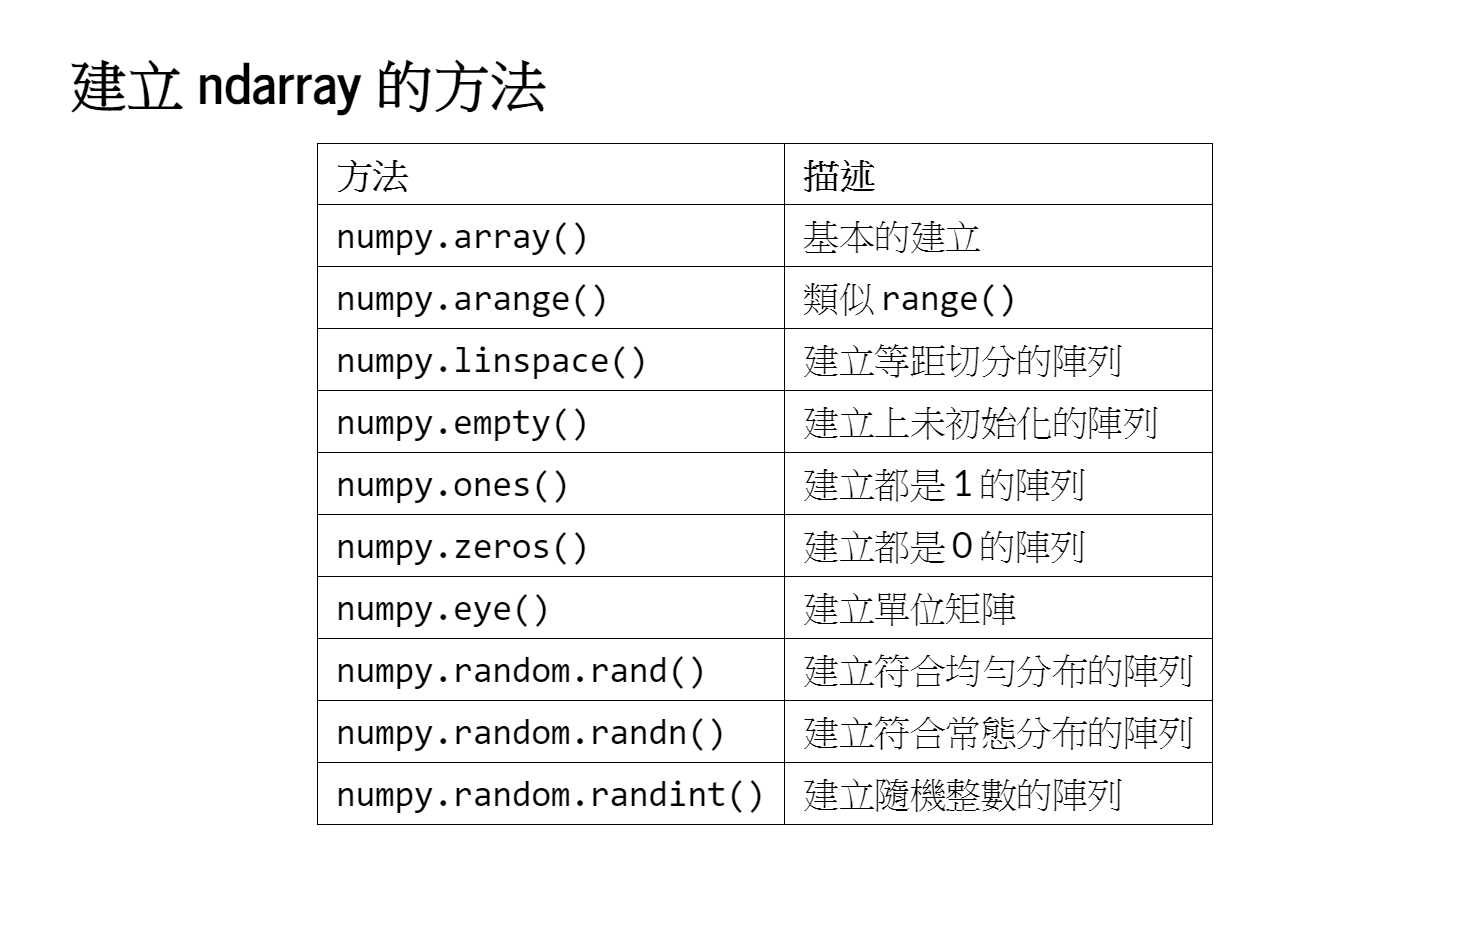 建立 ndarray 的方法
方法 描述
numpy.array() 基本的建立
numpy.arange() 類似 range()
numpy.linspace() 建立等距切分的陣列
numpy.empty() 建立上未初始化的陣列
numpy.ones() 建立都是 1 的陣列
numpy.zeros() 建立都是 0 的陣列
numpy.eye() 建立單位矩陣
numpy.random.rand() 建立符合均勻分布的陣列
numpy.random.randn() 建立符合常態分布的陣列
numpy.random.randint() 建立隨機整數的陣列